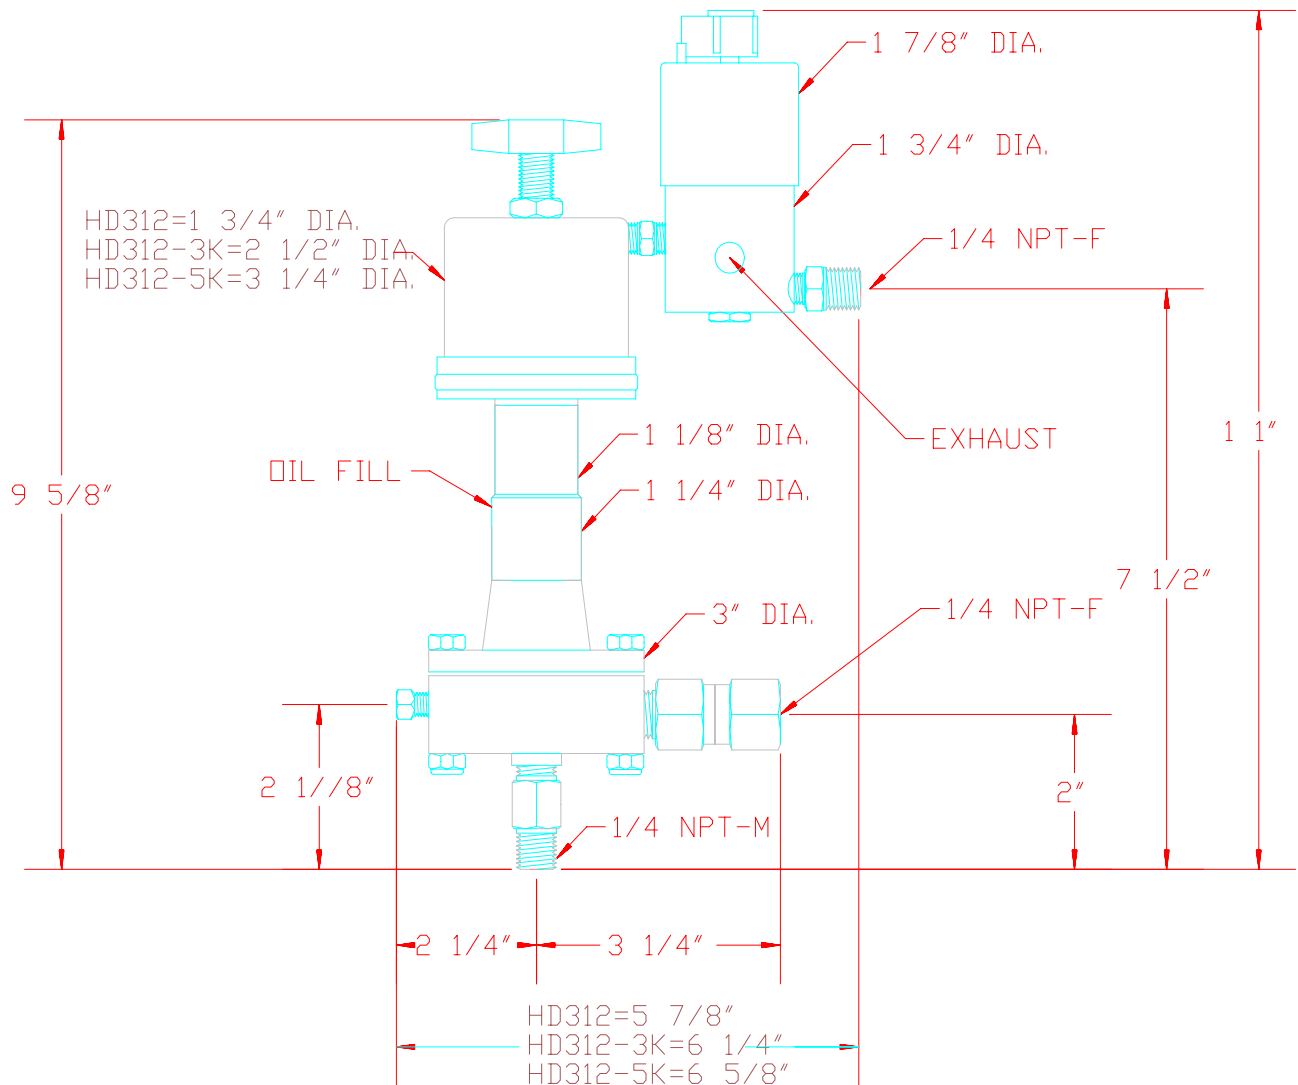 1 7/8" DIA.
1 3/4" DIA.
HD312=1 3/4" DIA.
HD312-3K=2 1/2" DIA.
HD312-5K=3 1/4" DIA.
1/4 NPT-F
1 1/8" DIA.
EXHAUST
1 1"
OIL FILL
9 5/8"
1 1/4" DIA.
7 1/2"
3" DIA.
1/4 NPT-F
2 1//8"
2"
1/4 NPT-M
2 1/4"
3 1/4"
HD312=5 7/8"
HD312-3K=6 1/4"
HD312-5K=6 5/8"